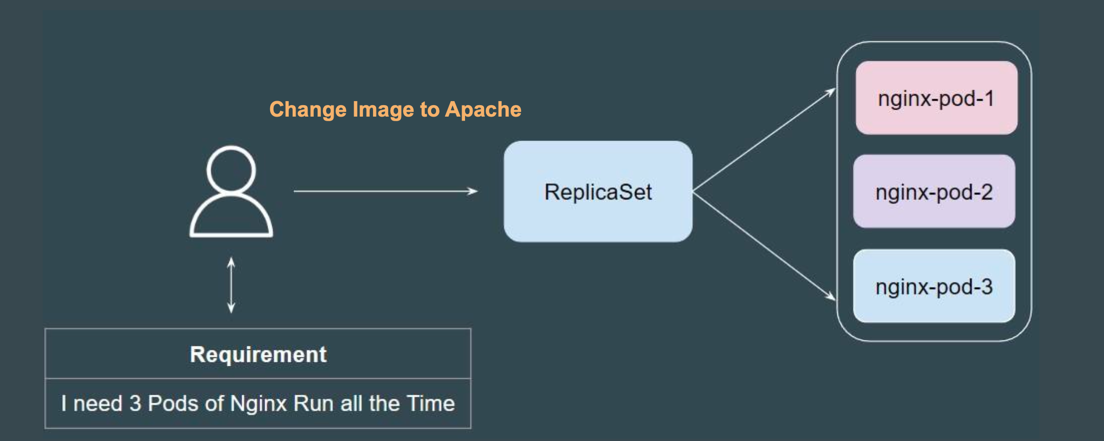 Change Image to Apache
ReplicaSet
nginx-pod-1
nginx-pod-2
nginx-pod-3
Requirement
I need 3 Pods of Nginx Run all the Time